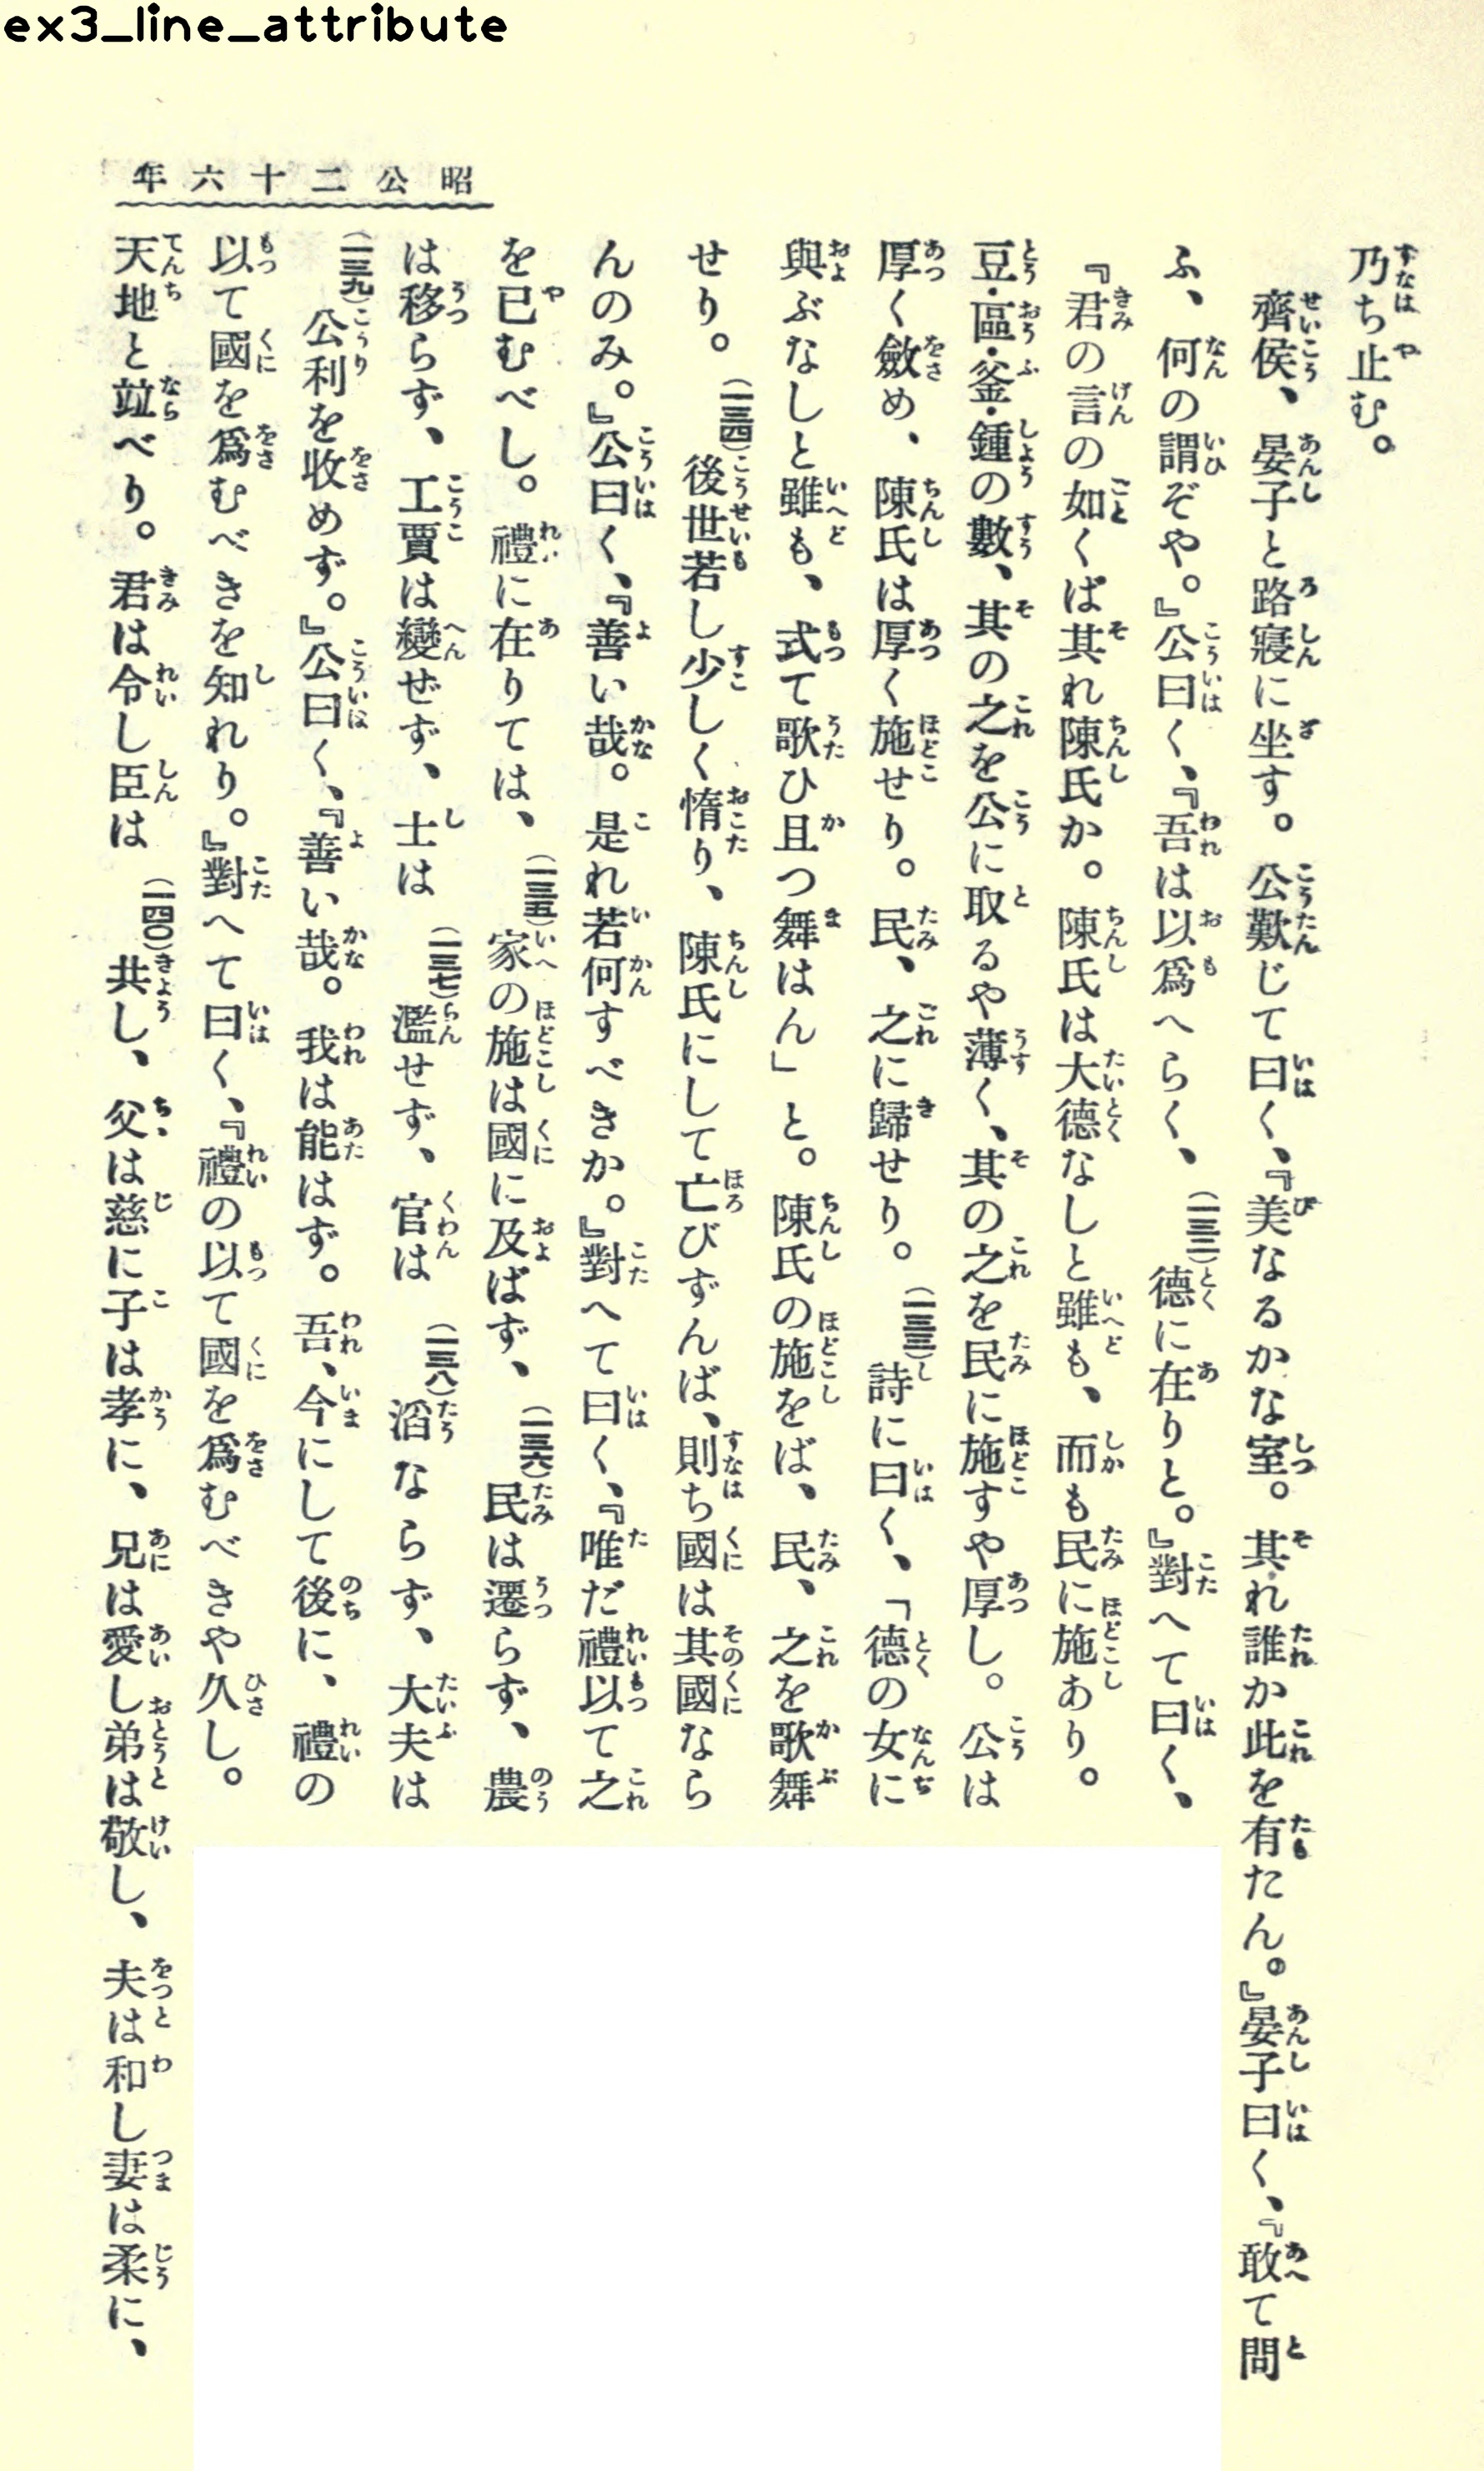 ex3_line_attribute
昭公二十六年
乃ち止む。
齊侯、晏子と路寢に坐す。公歎じて曰く、『美なるかな室。其れ誰か此を有たん。』晏子曰く、『敢て問
ふ、何の謂ぞや。』公曰く、『吾は以爲へらく、(一三二)德に在りと。』對へて曰く、
『君の言の如くば其れ陳氏か。陳氏は大德なしと雖も、而も民に施あり。
豆・區・釜・鍾の數、其の之を公に取るや薄く、其の之を民に施すや厚し。公は
厚く斂め、陳氏は厚く施せり。民、之に歸せり。(一三三)詩に曰く、「德の女に
與ぶなしと雖も、式て歌ひ且つ舞はん」と。陳氏の施をば、民、之を歌舞
せり。(一三四)後世若し少しく惰り、陳氏にして亡びずんば、則ち國は其國なら
んのみ。』公曰く、『善い哉。是れ若何すべきか。』對へて曰く、『唯だ禮以て之
を已むべし。禮に在りては、(一三五)家の施は國に及ばず、(一三六)民は遷らず、農
は移らず、工賈は變ぜず、士は(一三七)濫せず、官は(一三八)滔ならず、大夫は
(一三九)公利を收めず。』公曰く、『善い哉。我は能はず。吾、今にして後に、禮の
以て國を爲むべきを知れり。』對へて曰く、『禮の以て國を爲むべきや久し。
天地と竝べり。君は令し臣は(一四〇)共し、父は慈に子は孝に、兄は愛し弟は敬し、夫は和し妻は柔に、